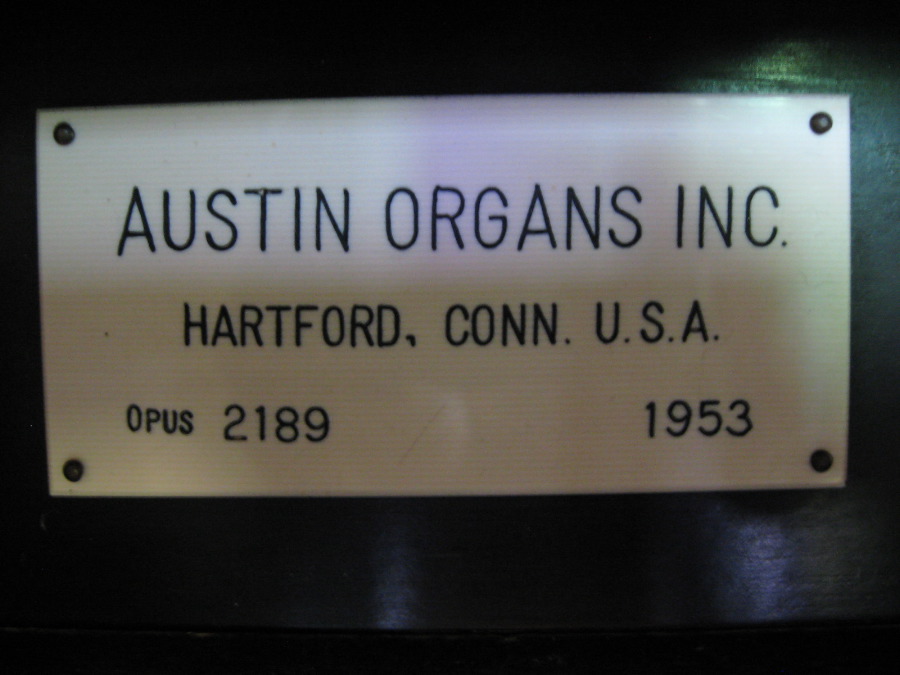 AUSTIN ORGANS INC.
HARTFORD, CONN. U.S.A.
OPUS 2189 1953